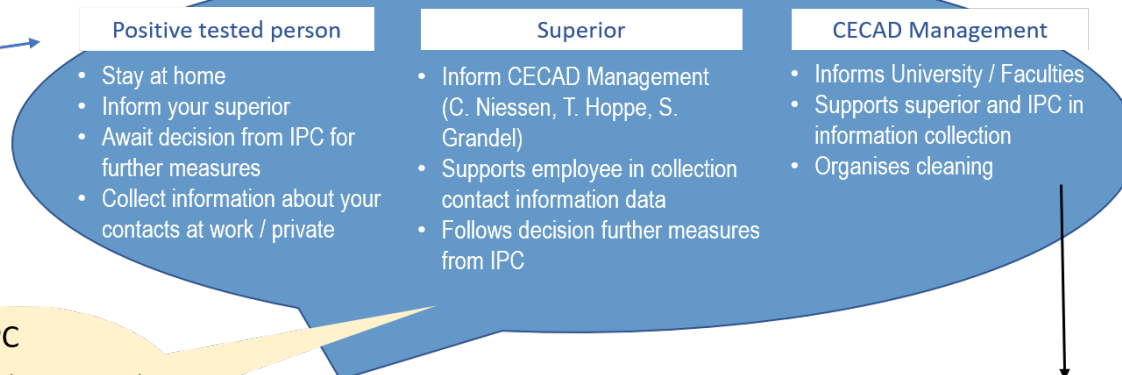 Positive tested person
• Stay at home
• Inform your superior
• Await decision from IPC for
further measures
• Collect information about your
contacts at work / private
Superior
• Inform CECAD Management
(C. Niessen, T. Hoppe, S.
Grandel)
• Supports employee in collection
contact information data
• Follows decision further measures
from IPC
CECAD Management
• Informs University / Faculties
• Supports superior and IPC in
information collection
• Organises cleaning